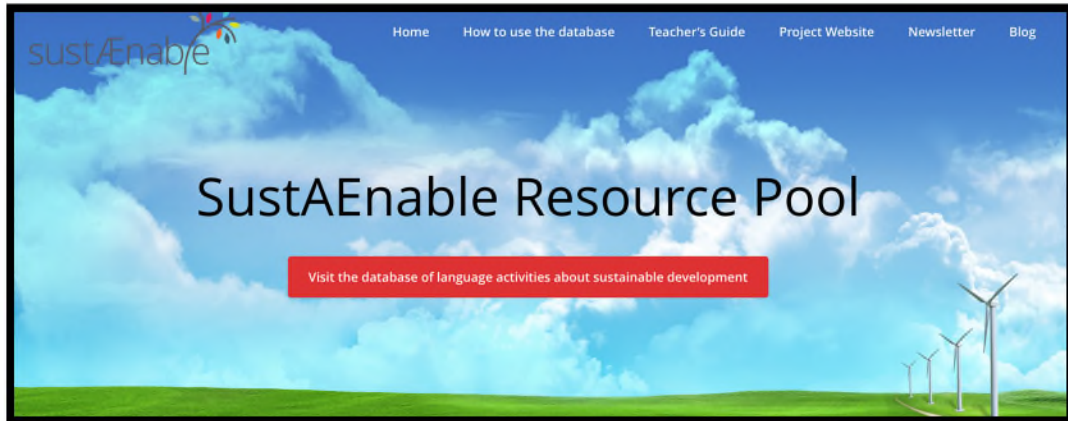 sustÆnable
Home How to use the database Teacher's Guide Project Website Newsletter Blog
SustAEnable Resource Pool
Visit the database of language activities about sustainable development